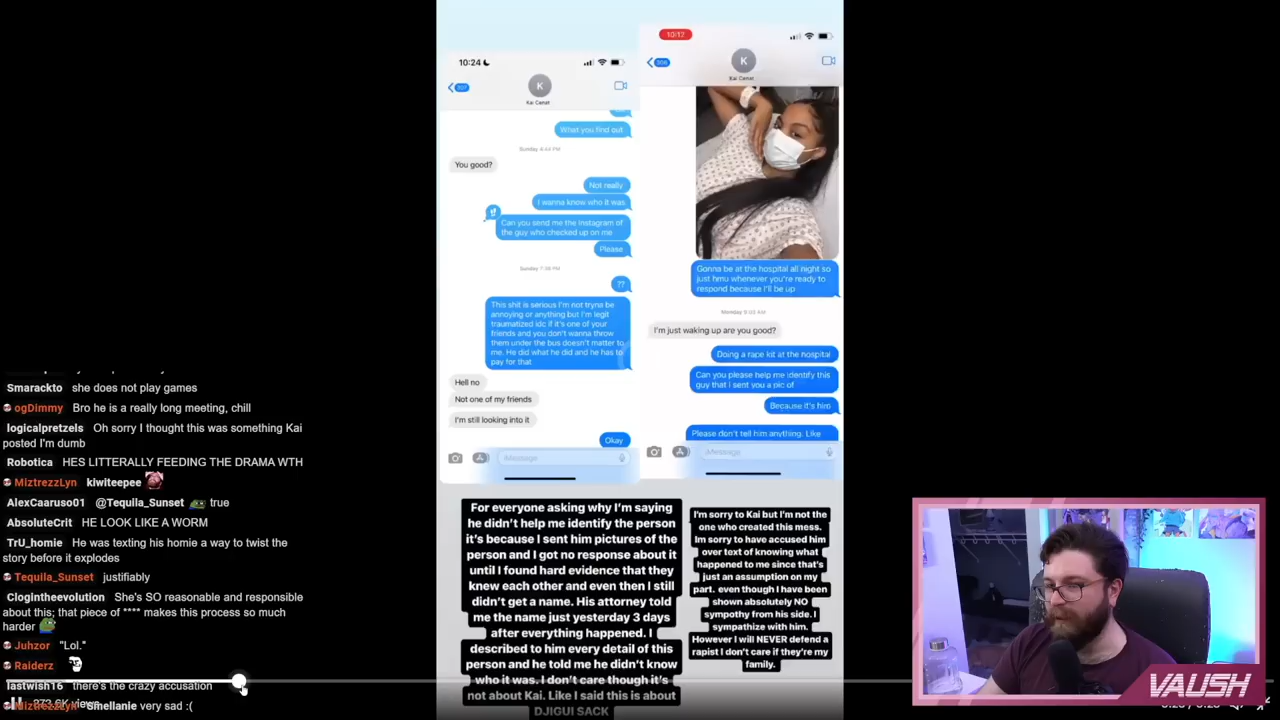 10:24
K
Kai Cenat
What you find out
Sunday 4:44 PM
You good?
Not really
I wanna know who it was
Can you send me the Instagram of
the guy who checked up on me
Please
Sunday 7:38 PM
??
This shit is serious I'm not tryna be
annoying or anything but I'm legit
traumatized idc if it's one of your
friends and you don't wanna throw
them under the bus doesn't matter to
me. He did what he did and he has to
pay for that
Hell no
Not one of my friends
I'm still looking into it
Okay
Message
10:17
K
Kai Cenat
Gonna be at the hospital all night so
just hmu whenever you're ready to
respond because I'll be up
I'm just waking up are you good?
Doing a rape kit at the hospital
Can you please help me identify this
guy that I sent you a pic of
Because it's him
Please don't tell him anything. Like
Message
For everyone asking why I'm saying
he didn't help me identify the person
it's because I sent him pictures of the
person and I got no response about it
until I found hard evidence that they
knew each other and even then I still
didn't get a name. His attorney told
me the name just yesterday 3 days
after everything happened. I
described to him every detail of this
person and he told me he didn't know
who it was. I don't care though it's
not about Kai. Like I said this is about
DJIGUI SACK
I'm sorry to Kai but I'm not the
one who created this mess.
Im sorry to have accused him
over text of knowing what
happened to me since that's
just an assumption on my
part. even though I have been
shown absolutely NO
sympathy from his side. I
sympathize with him.
However I will NEVER defend a
rapist I don't care if they're my
family.
seekto and don't play games
ogDimmy He had a really long meeting, chill
logicalpretzels Oh sorry I thought this was something Kai
posted himself
HES LITTERALLY FEEDING THE DRAMA WTH
MiztrezzLyn kiwiteepee
AlexCaaruso01 @Tequila_Sunset true
AbsoluteCrit HE LOOK LIKE A WORM
TrU_homie He was texting his homie a way to twist the
story before it explodes
Tequila_Sunset justifiably
Clogntherevolution She's SO reasonable and responsible
about this; that piece of **** makes this process so much
harder
Juhzor "Lol."
Raiderz
lastwish16 there's the crazy accusation
Smellanie very sad :(
VAUSH